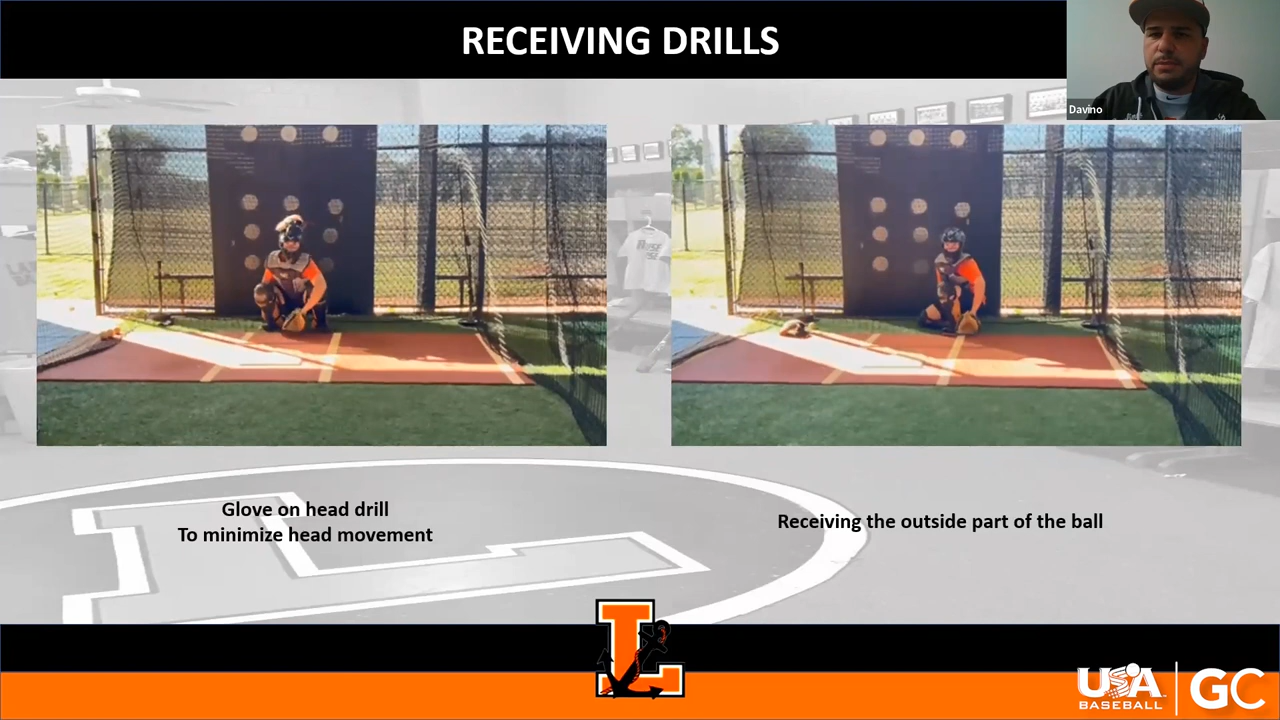 RECEIVING DRILLS
Davino
Glove on head drill
To minimize head movement
Receiving the outside part of the ball
L
USA
BASEBALL
GC